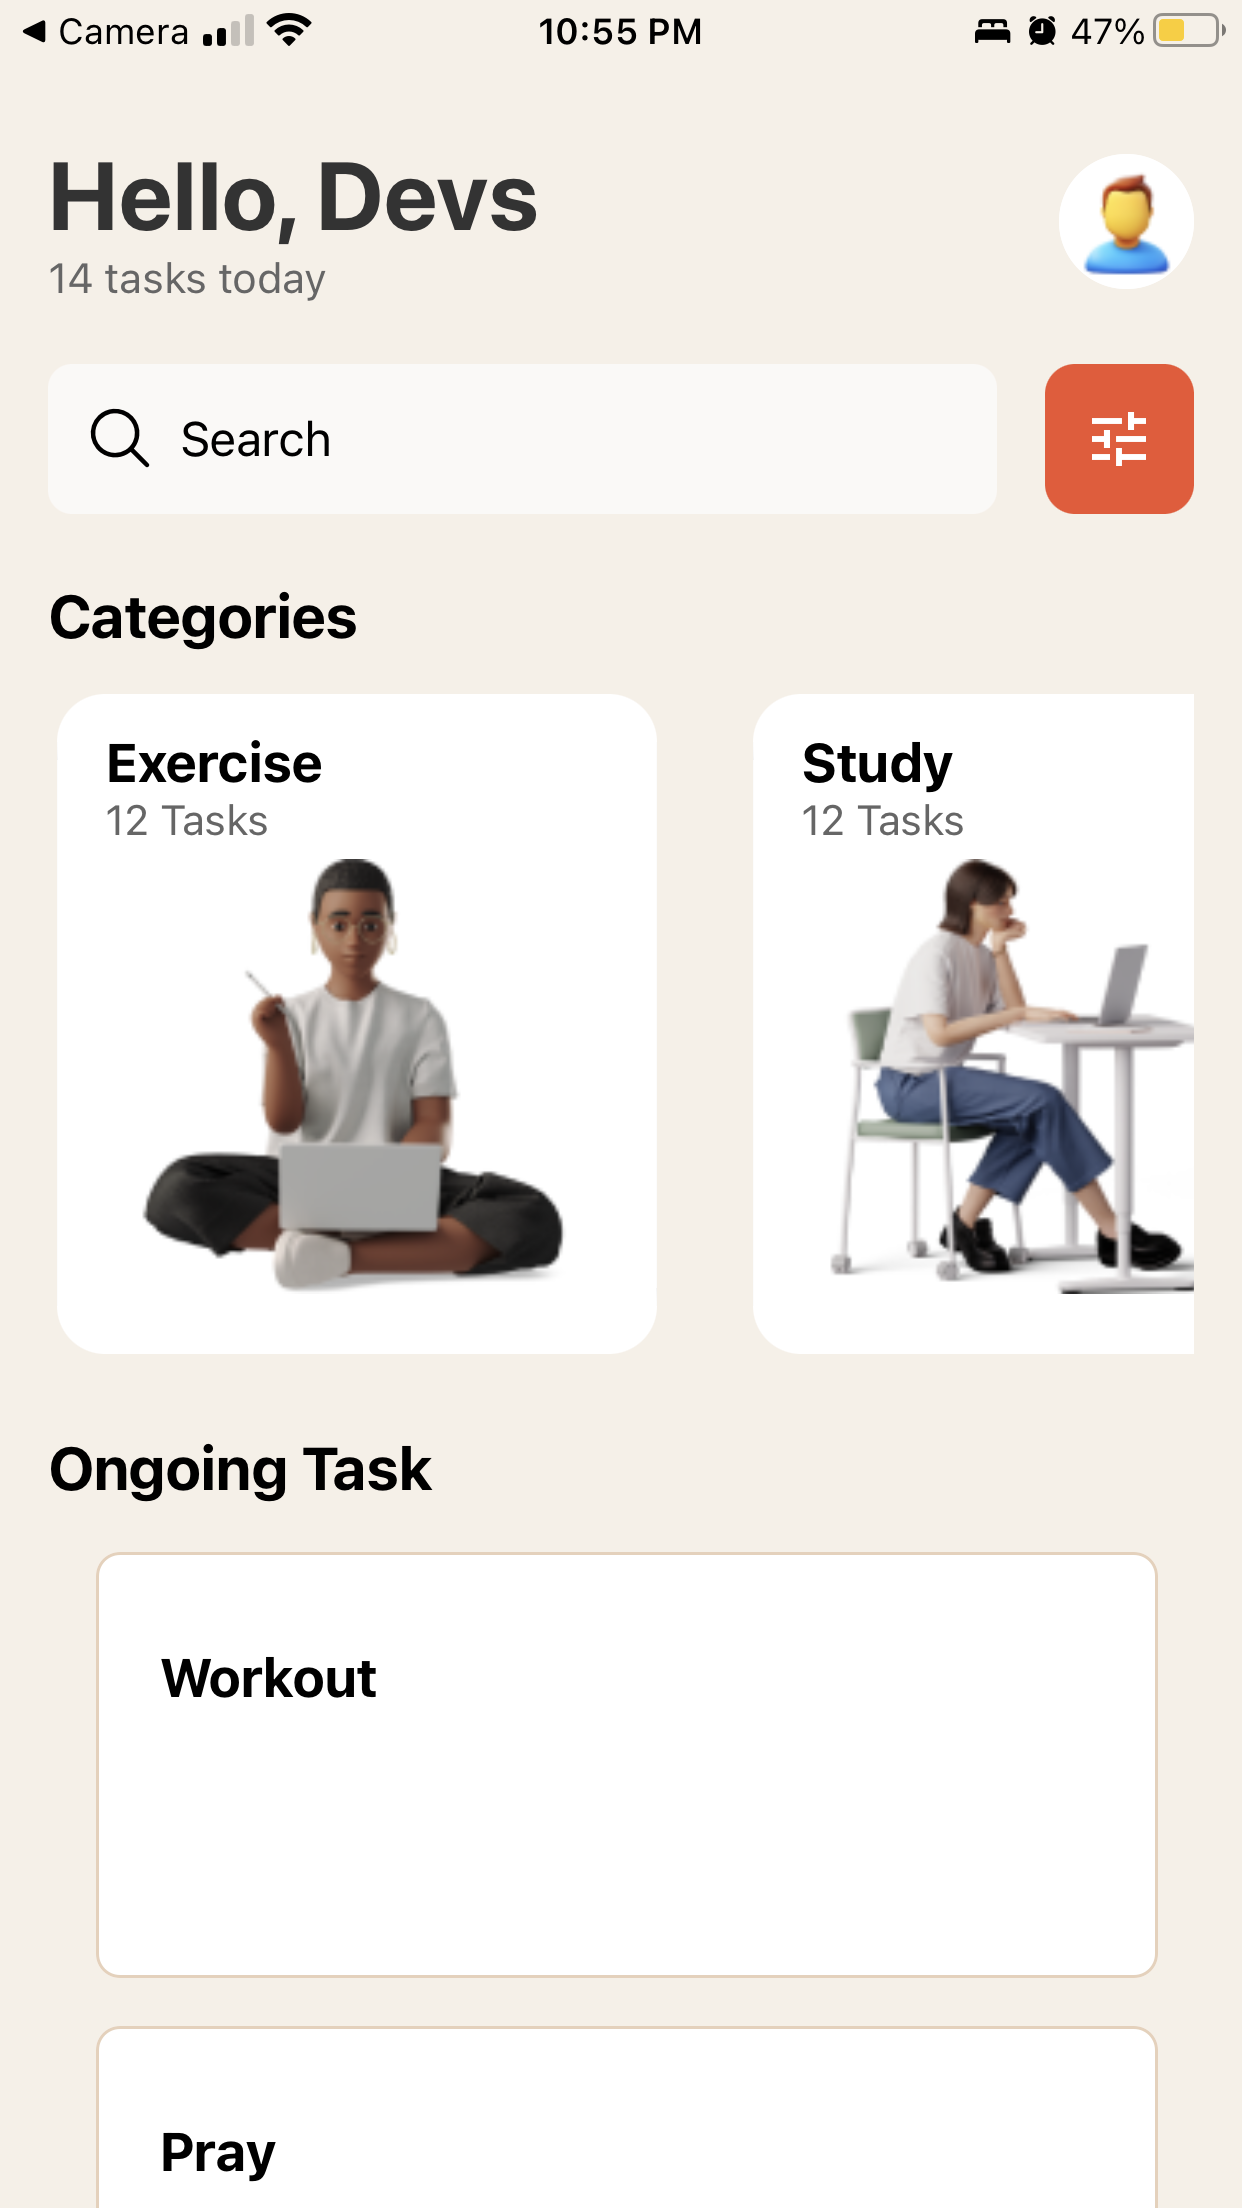 Camera
10:55 PM
47%
Hello, Devs
14 tasks today
Search
Categories
Exercise
12 Tasks
Study
12 Tasks
Ongoing Task
Workout
Pray